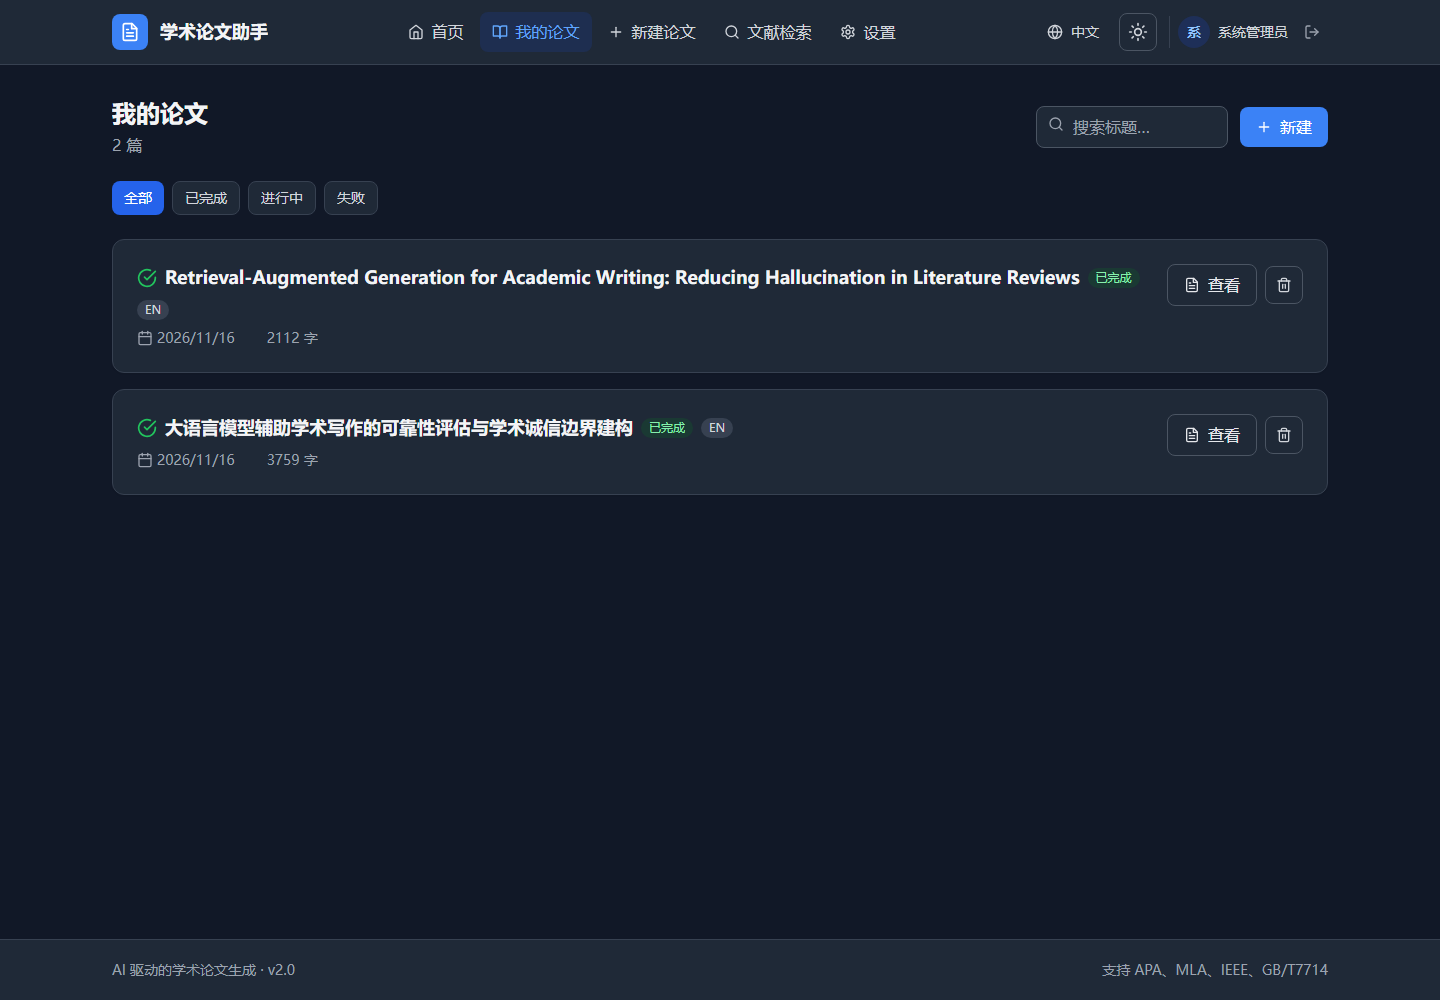 学术论文助手
首页
我的论文
新建论文
文献检索
设置
中文
系
系统管理员
我的论文
2 篇
搜索标题...
新建
全部
已完成
进行中
失败
Retrieval-Augmented Generation for Academic Writing: Reducing Hallucination in Literature Reviews
已完成
EN
2026/11/16
2112 字
查看
大语言模型辅助学术写作的可靠性评估与学术诚信边界建构
已完成
EN
2026/11/16
3759 字
查看
AI 驱动的学术论文生成 · v2.0
支持 APA、MLA、IEEE、GB/T7714